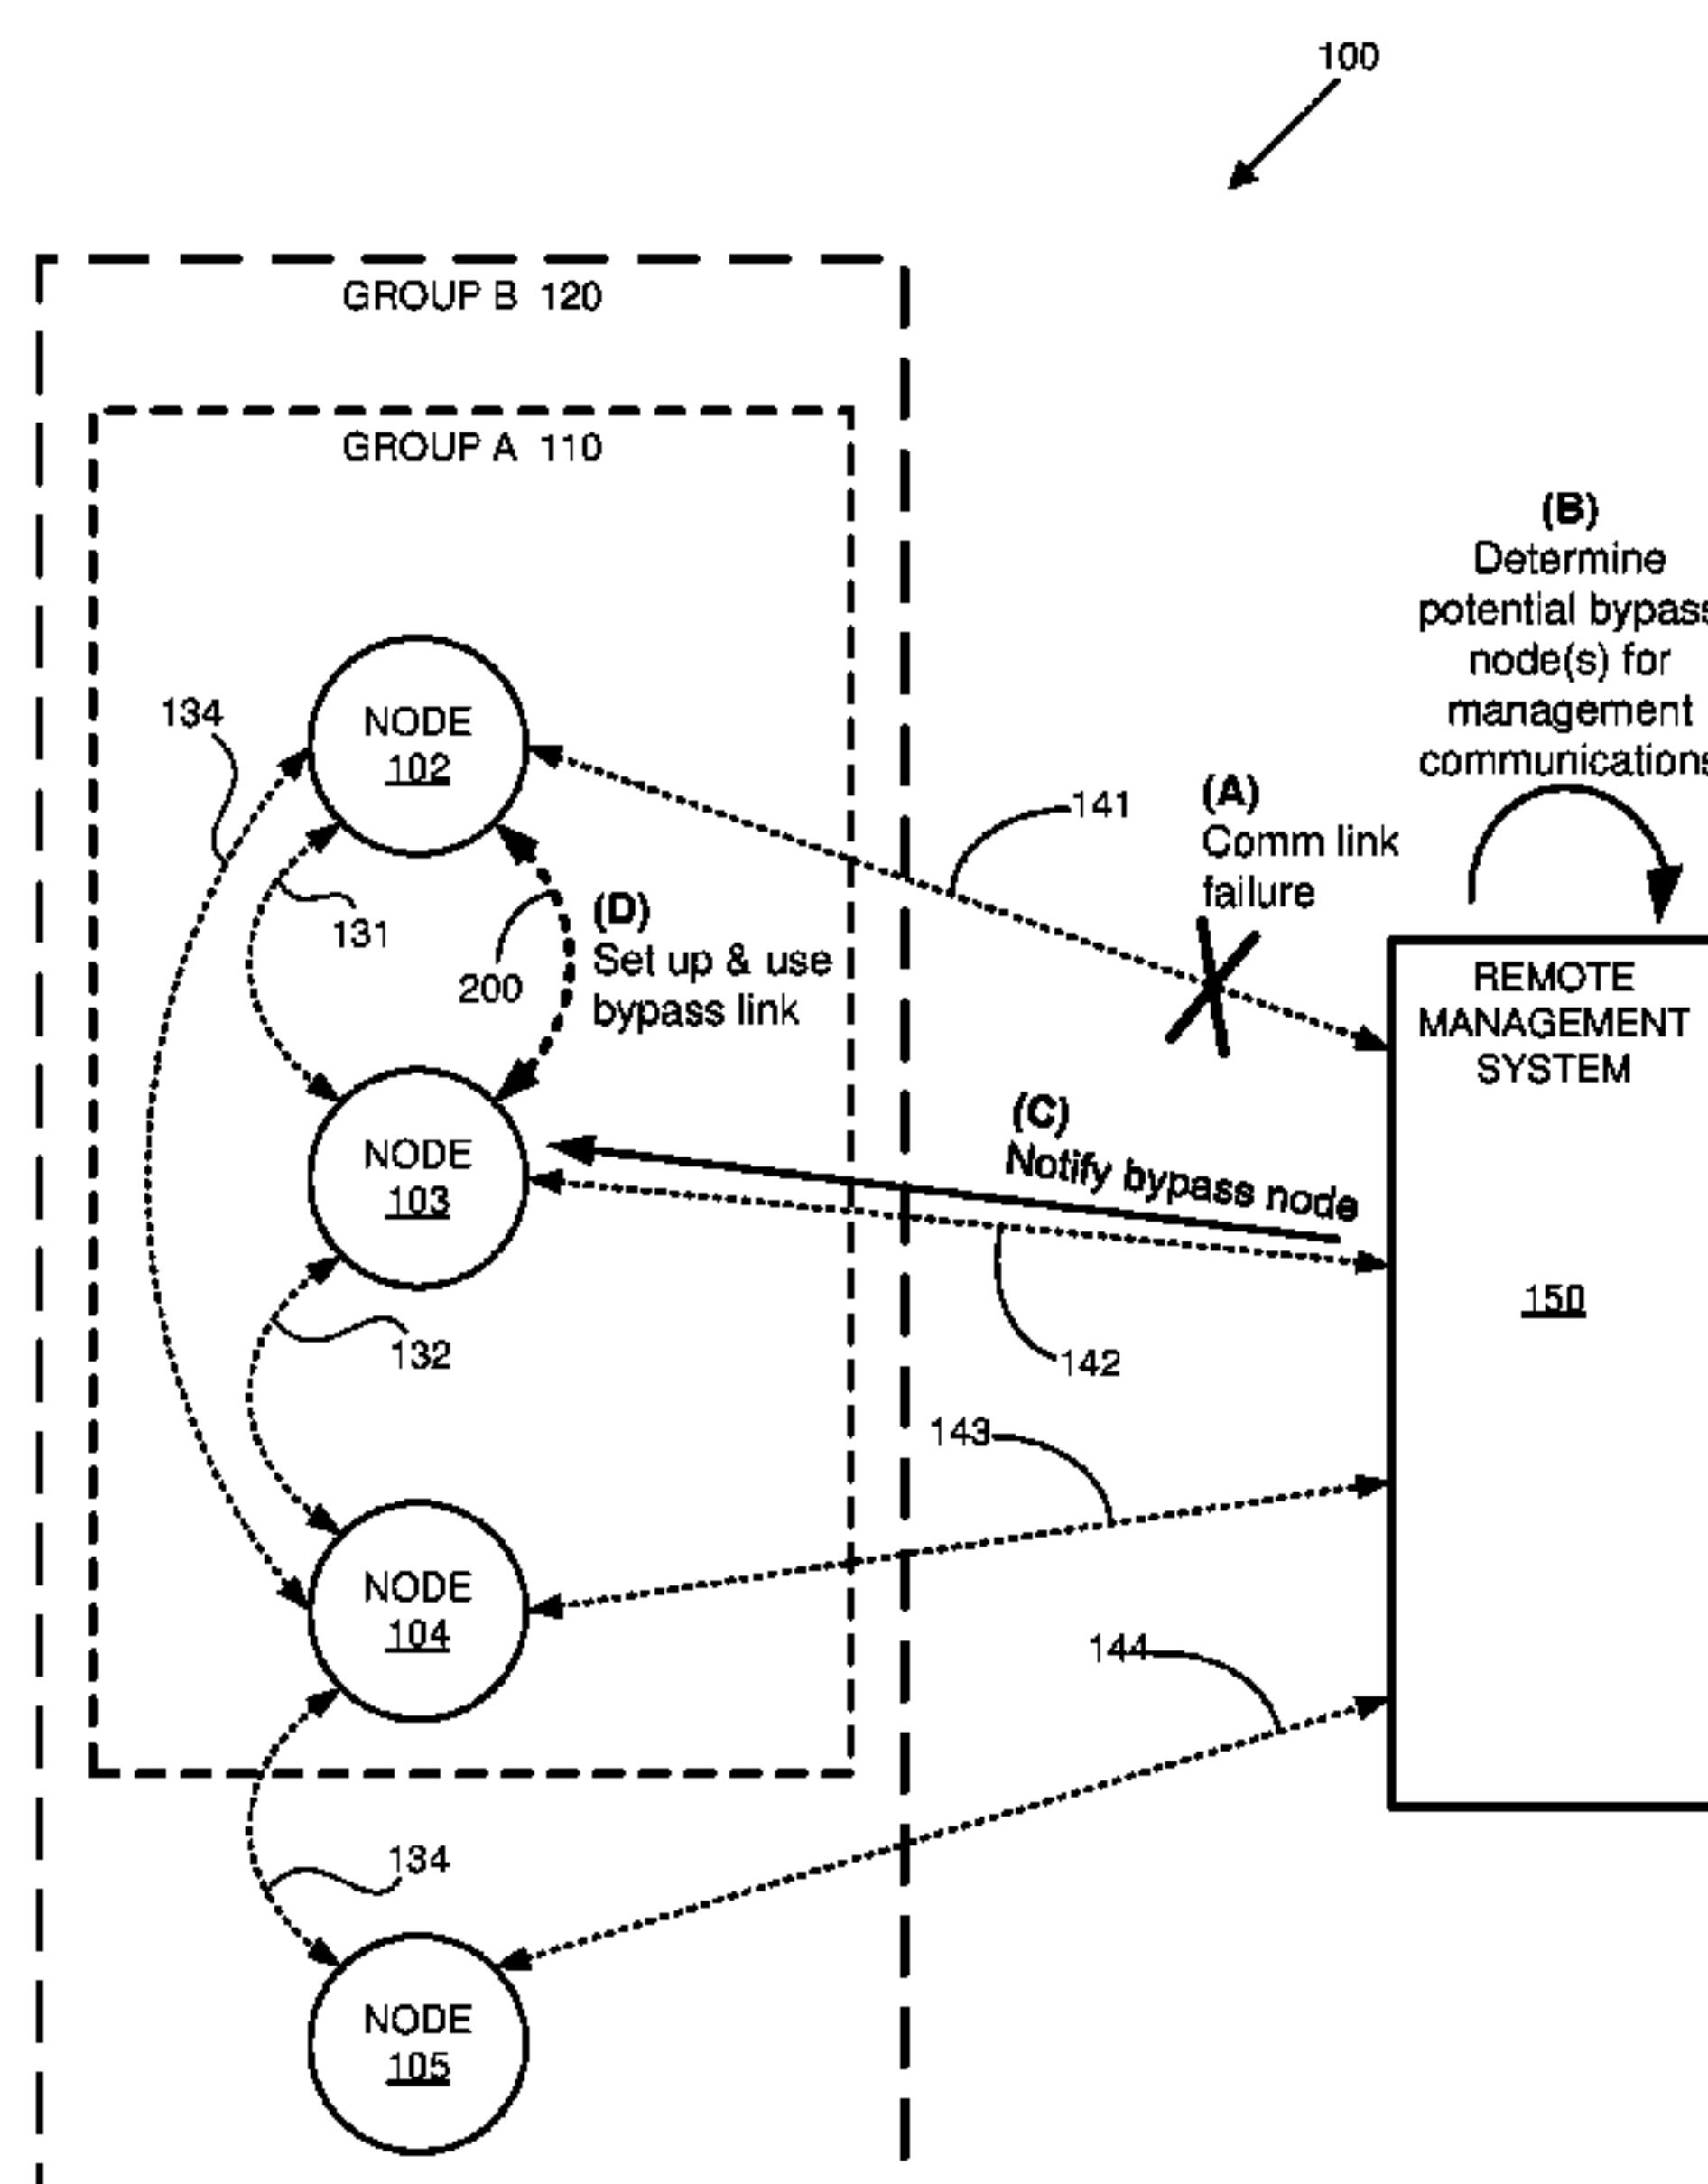 100
GROUP B 120
GROUP A 110
(B)
Determine
potential bypass
node(s) for
management
communications
NODE
102
134
141
(A)
Comm link
failure
131
200
(D)
Set up & use
bypass link
REMOTE
MANAGEMENT
SYSTEM
150
(C)
Notify bypass node
NODE
103
132
142
143
NODE
104
144
134
NODE
105